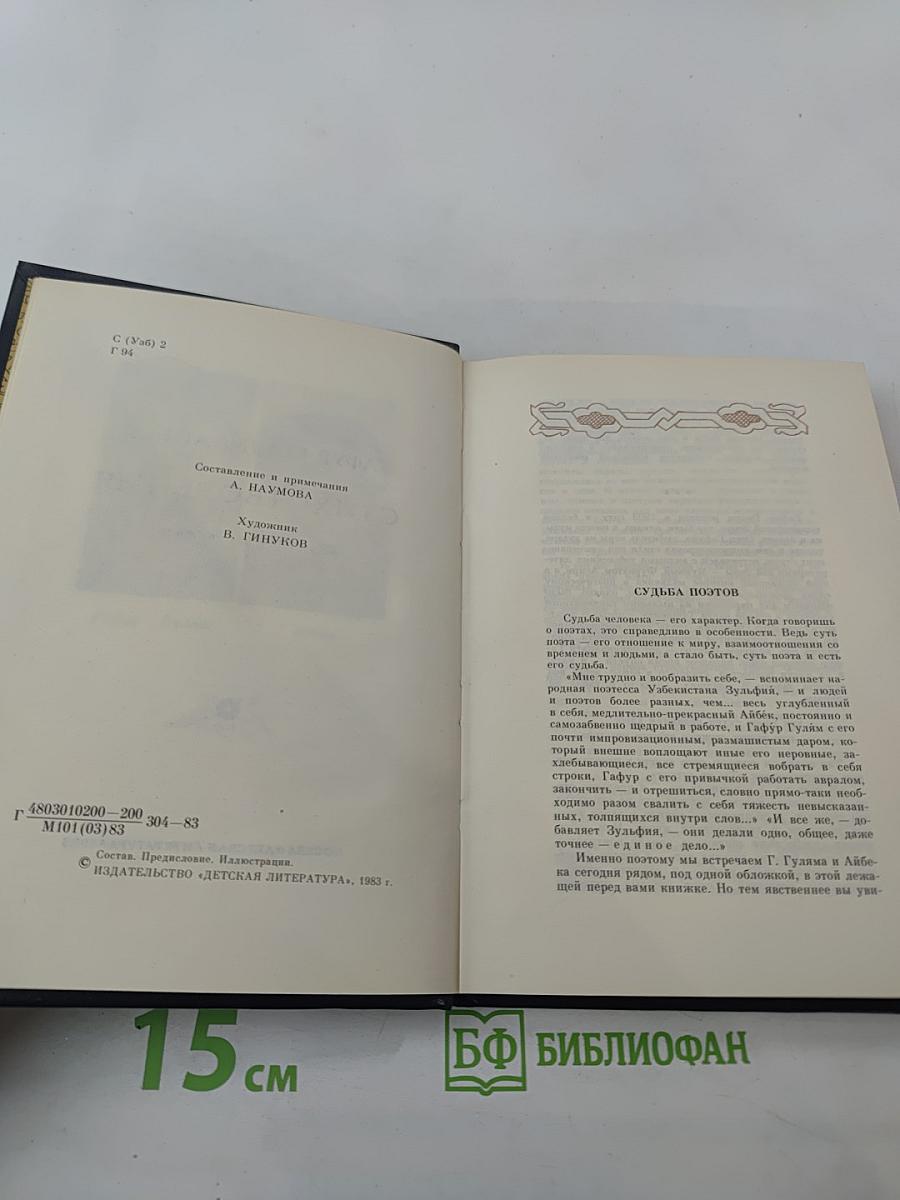 С (Узб) 2
Г 94
Составление и примечания
А. НАУМОВА
Художник
В. ГИНУКОВ
Г 4803010200—200 304—83
М101(03)83
© Состав. Предисловие. Иллюстрации.
ИЗДАТЕЛЬСТВО «ДЕТСКАЯ ЛИТЕРАТУРА», 1983 г.
СУДЬБА ПОЭТОВ
Судьба человека — его характер. Когда говоришь
о поэтах, это справедливо в особенности. Ведь суть
поэта — его отношение к миру, взаимоотношения со
временем и людьми, а стало быть, суть поэта и есть
его судьба.
«Мне трудно и вообразить себе, — вспоминает на-
родная поэтесса Узбекистана Зульфия́, — и людей
и поэтов более разных, чем... весь углубленный
в себя, медлительно-прекрасный Айбе́к, постоянно и
самозабвенно щедрый в работе, и Гафу́р Гуля́м с его
почти импровизационным, размашистым даром, ко-
торый внешне воплощают иные его неровные, за-
хлебывающиеся, все стремящиеся вобрать в себя
строки, Гафур с его привычкой работать авралом,
закончить — и отрешиться, словно прямо-таки необ-
ходимо разом свалить с себя тяжесть невысказан-
ных, толпящихся внутри слов...» «И все же, — до-
бавляет Зульфия, — они делали одно, общее, даже
точнее — единое дело...»
Именно поэтому мы встречаем Г. Гуляма и Айбе-
ка сегодня рядом, под одной обложкой, в этой лежа-
щей перед вами книжке. Но тем явственнее вы уви-
15 см
БФ БИБЛИОФАН